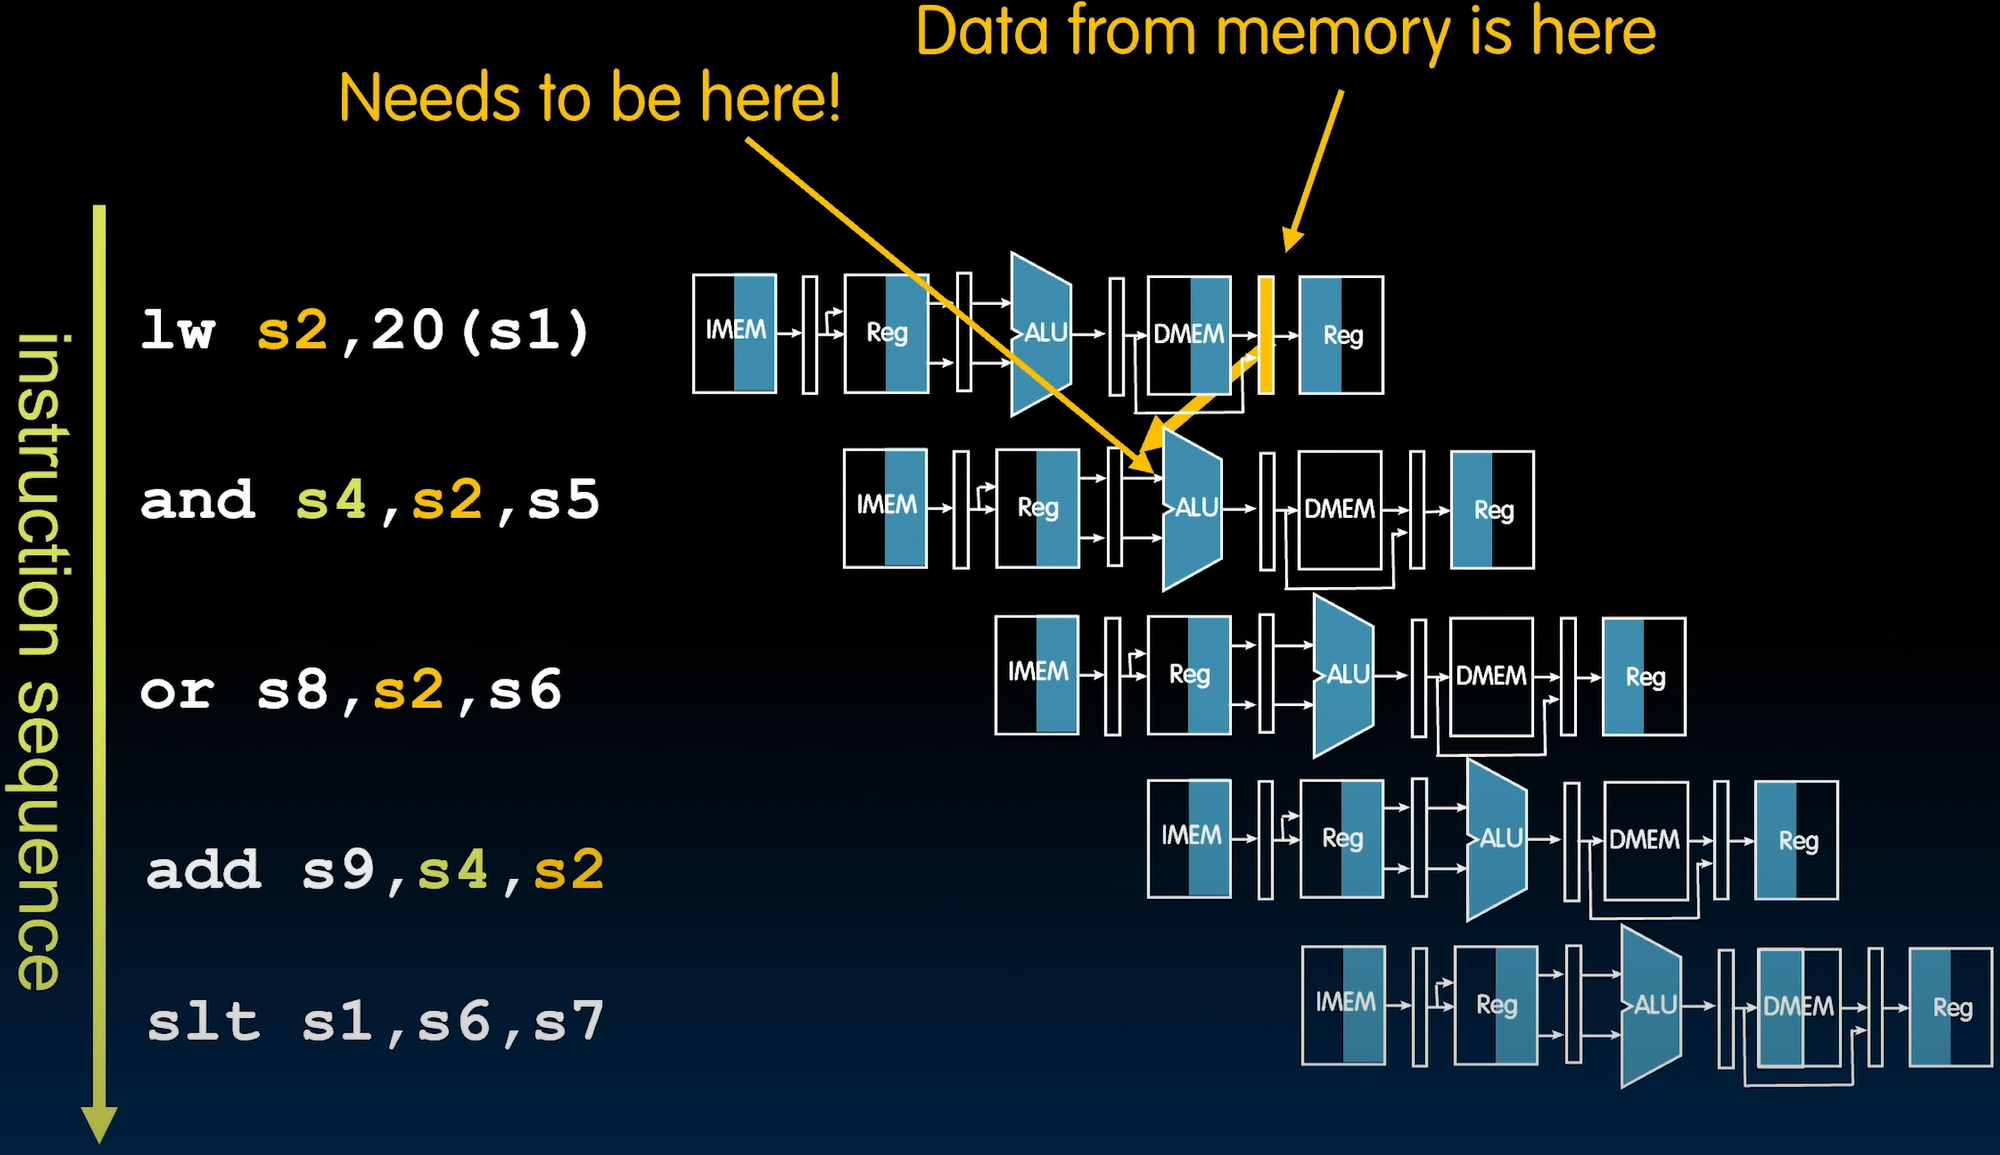 Data from memory is here
Needs to be here!
instruction sequence
lw s2,20(s1)
IMEM Reg ALU DMEM Reg
and s4,s2,s5
IMEM Reg ALU DMEM Reg
or s8,s2,s6
IMEM Reg ALU DMEM Reg
add s9,s4,s2
IMEM Reg ALU DMEM Reg
slt s1,s6,s7
IMEM Reg ALU DMEM Reg